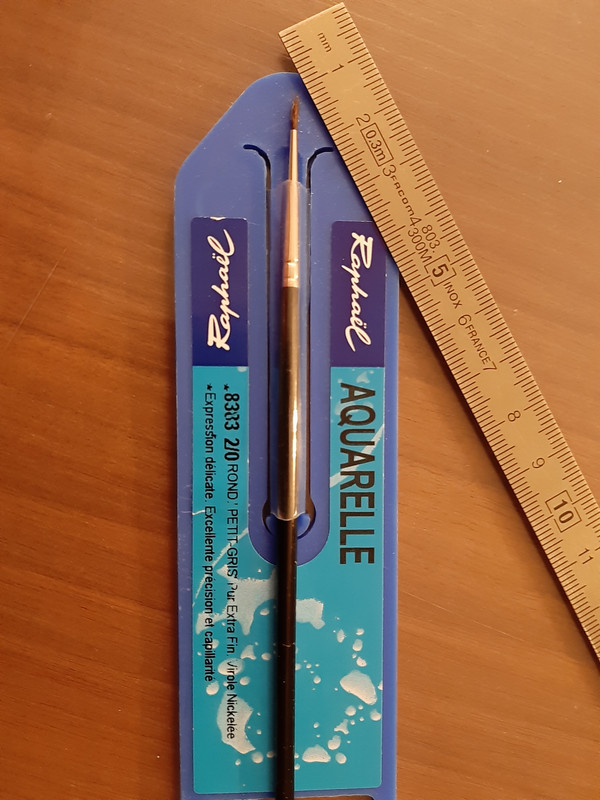 Raphaël
AQUARELLE
Raphaël
*8383 2/0 ROND, PETIT-GRIS Pur Extra Fin. Virole Nickelée
*Expression délicate. Excellente précision et capillarité
mm 1 2 0.3m 3 Facom 4 803. 5 INOX 6 FRANCE 7 8 9 10 11
300M